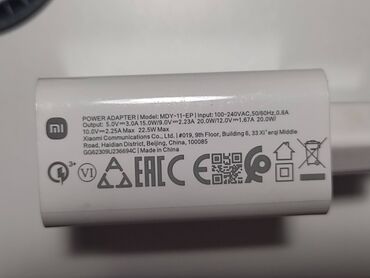 mi
POWER ADAPTER | Model: MDY-11-EP | Input: 100-240VAC,50/60Hz,0.6A
Output: 5.0V⎓3.0A 15.0W/9.0V⎓2.23A 20.0W/12.0V⎓1.67A 20.0W/
10.0V⎓2.25A Max 22.5W Max
Xiaomi Communications Co., Ltd. | #019, 9th Floor, Building 6, 33 Xi'erqi Middle
Road, Haidian District, Beijing, China, 100085
GG62309U236694C | Made in China
3+
VI
EAC
CE